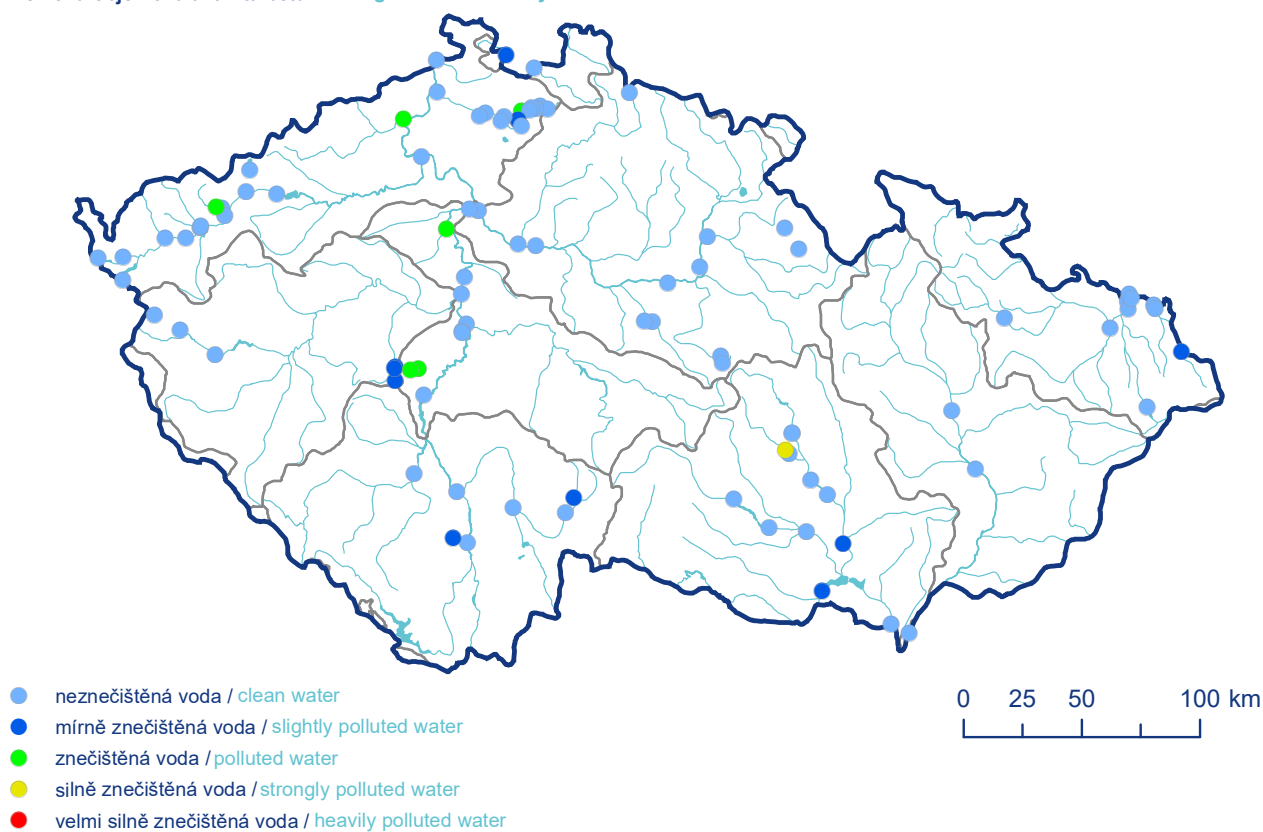 0 25 50 100 km
neznečištěná voda / clean water
mírně znečištěná voda / slightly polluted water
znečištěná voda / polluted water
silně znečištěná voda / strongly polluted water
velmi silně znečištěná voda / heavily polluted water